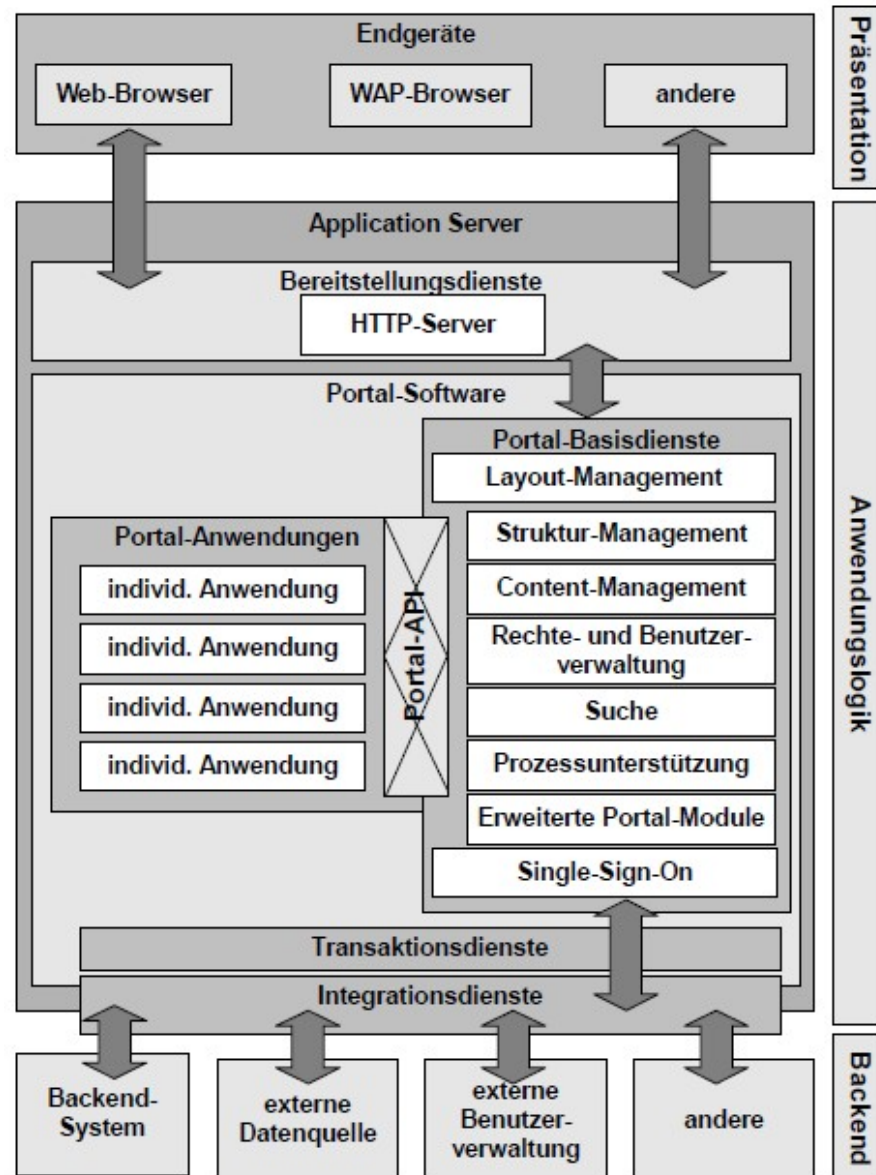 Endgeräte
Web-Browser
WAP-Browser
andere
Präsentation
Application Server
Bereitstellungsdienste
HTTP-Server
Portal-Software
Portal-Basisdienste
Layout-Management
Struktur-Management
Content-Management
Rechte- und Benutzer-
verwaltung
Suche
Prozessunterstützung
Erweiterte Portal-Module
Single-Sign-On
Portal-Anwendungen
individ. Anwendung
individ. Anwendung
individ. Anwendung
individ. Anwendung
Portal-API
Transaktionsdienste
Integrationsdienste
Anwendungslogik
Backend-
System
externe
Datenquelle
externe
Benutzer-
verwaltung
andere
Backend